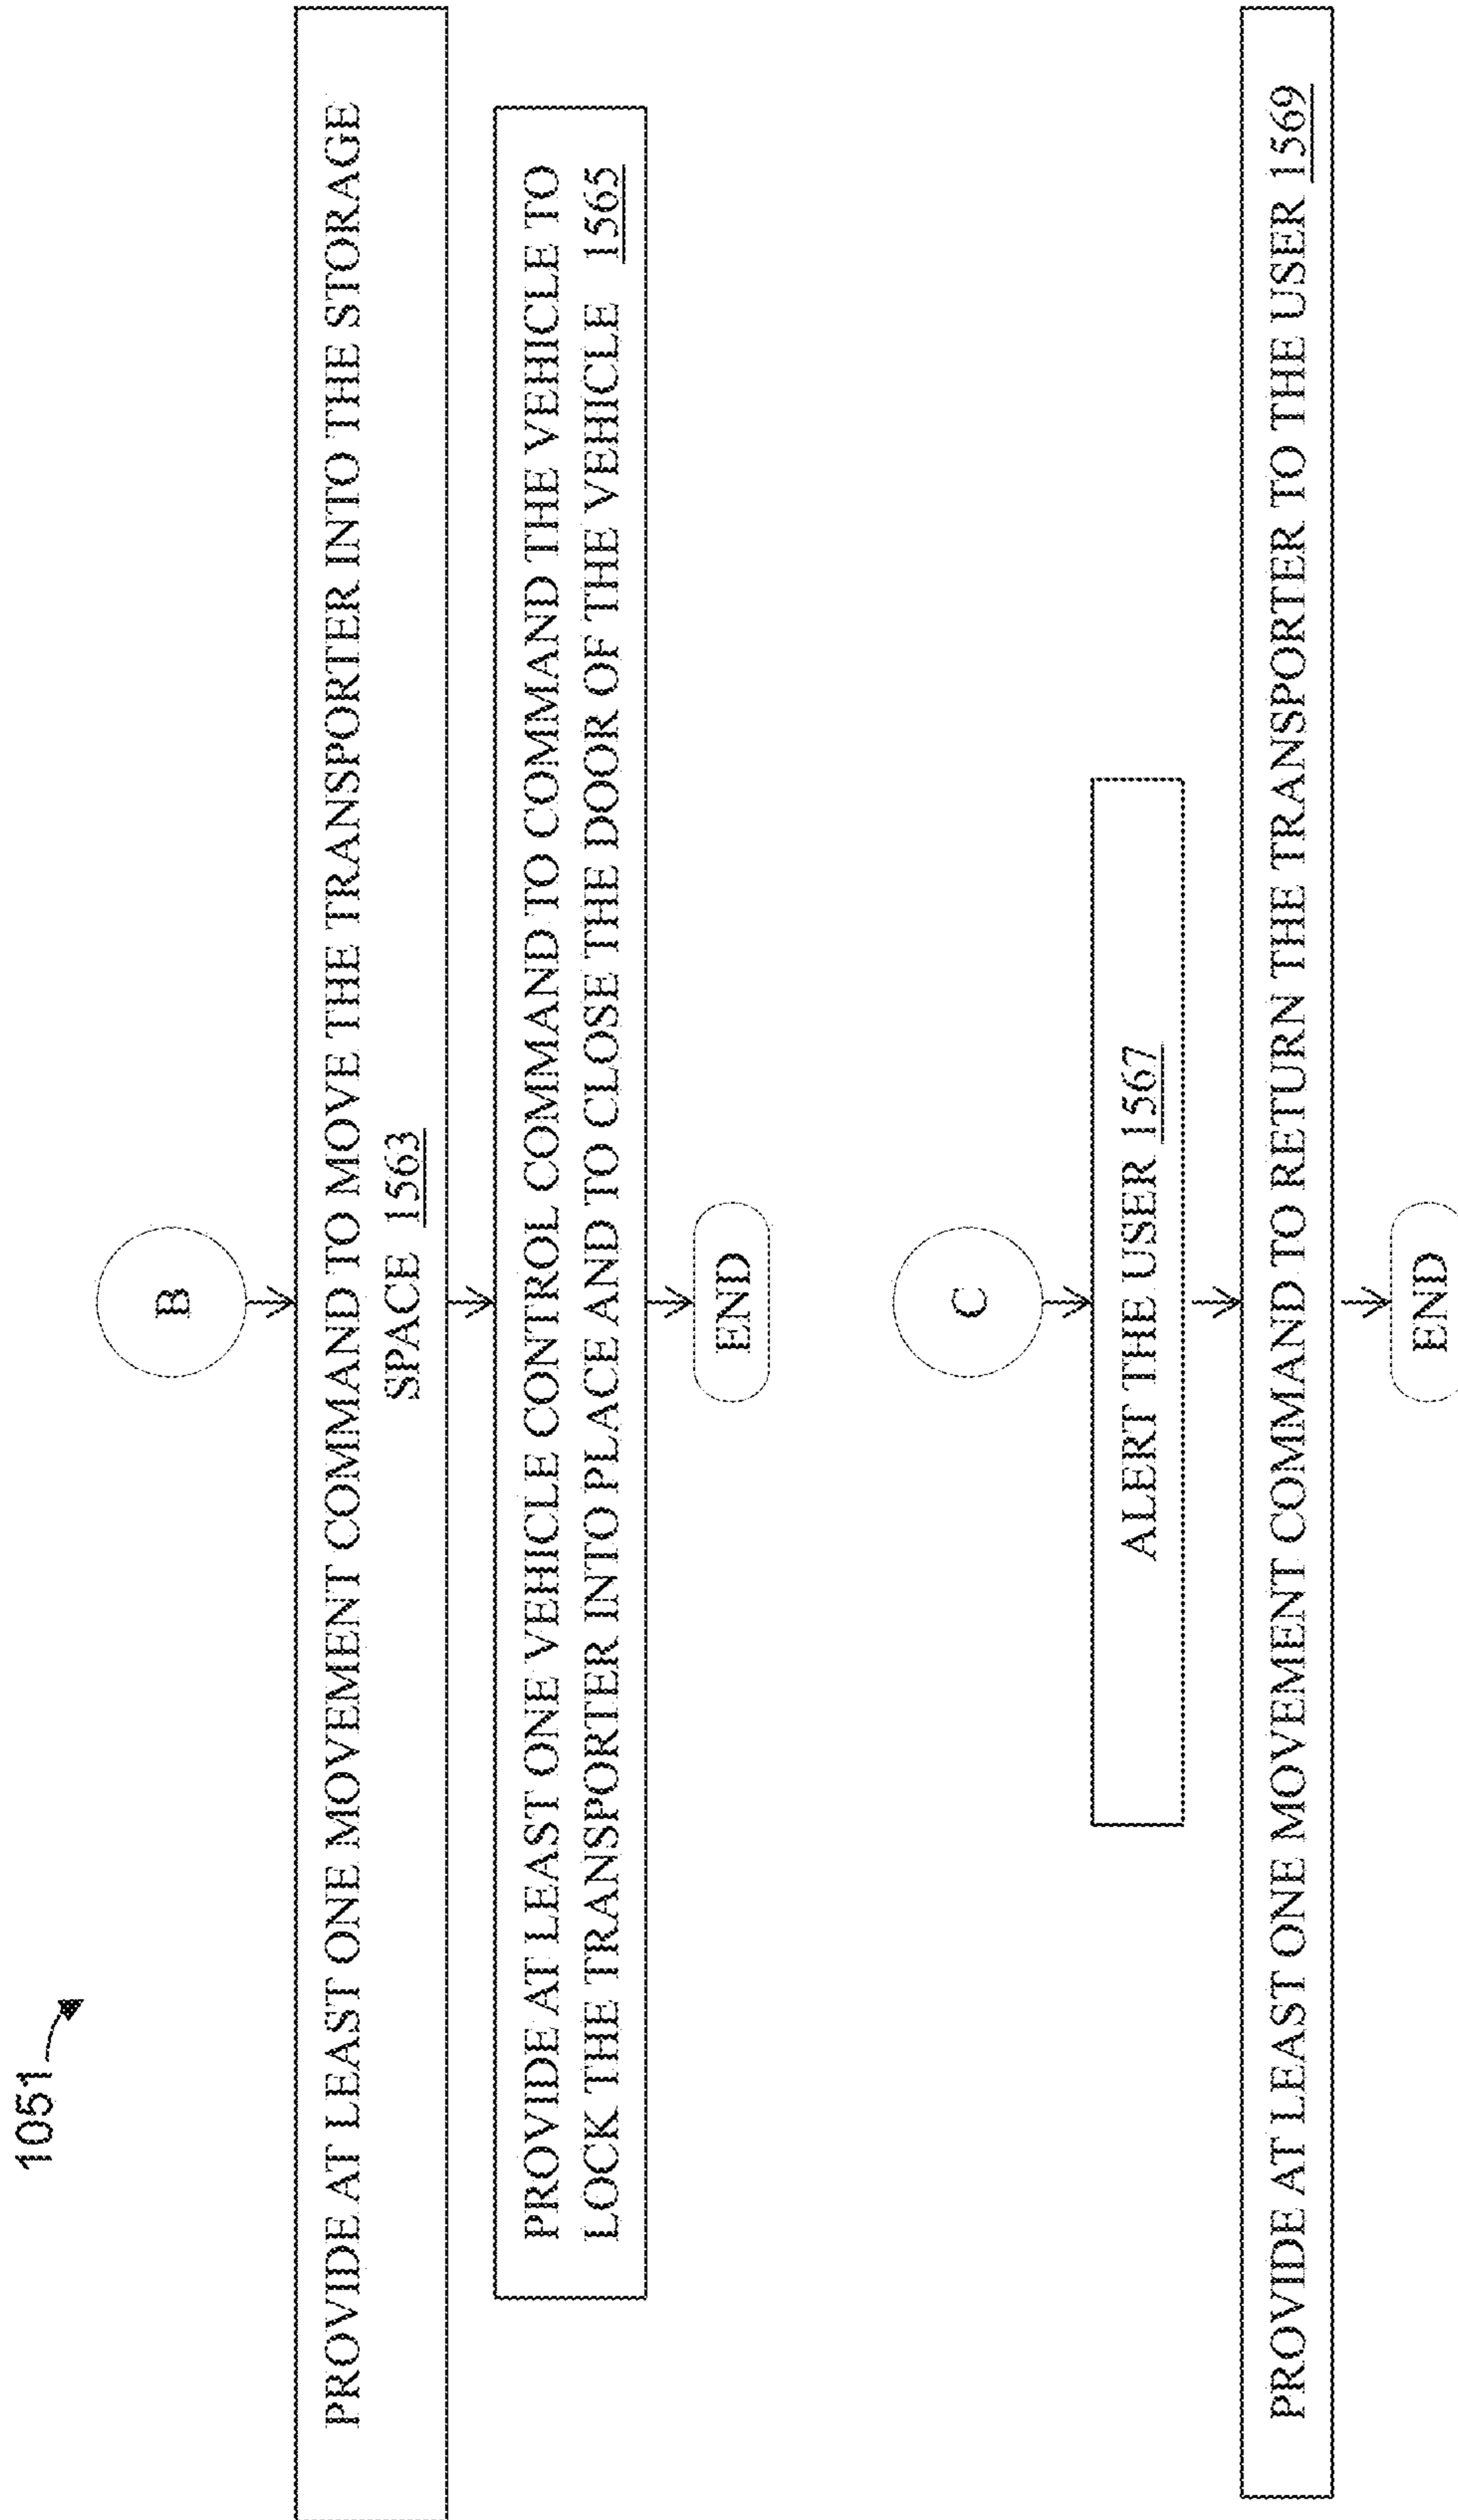 1051
B
PROVIDE AT LEAST ONE MOVEMENT COMMAND TO MOVE THE TRANSPORTER INTO THE STORAGE
SPACE 1563
PROVIDE AT LEAST ONE VEHICLE CONTROL COMMAND TO COMMAND THE VEHICLE TO
LOCK THE TRANSPORTER INTO PLACE AND TO CLOSE THE DOOR OF THE VEHICLE 1565
END
C
ALERT THE USER 1567
PROVIDE AT LEAST ONE MOVEMENT COMMAND TO RETURN THE TRANSPORTER TO THE USER 1569
END